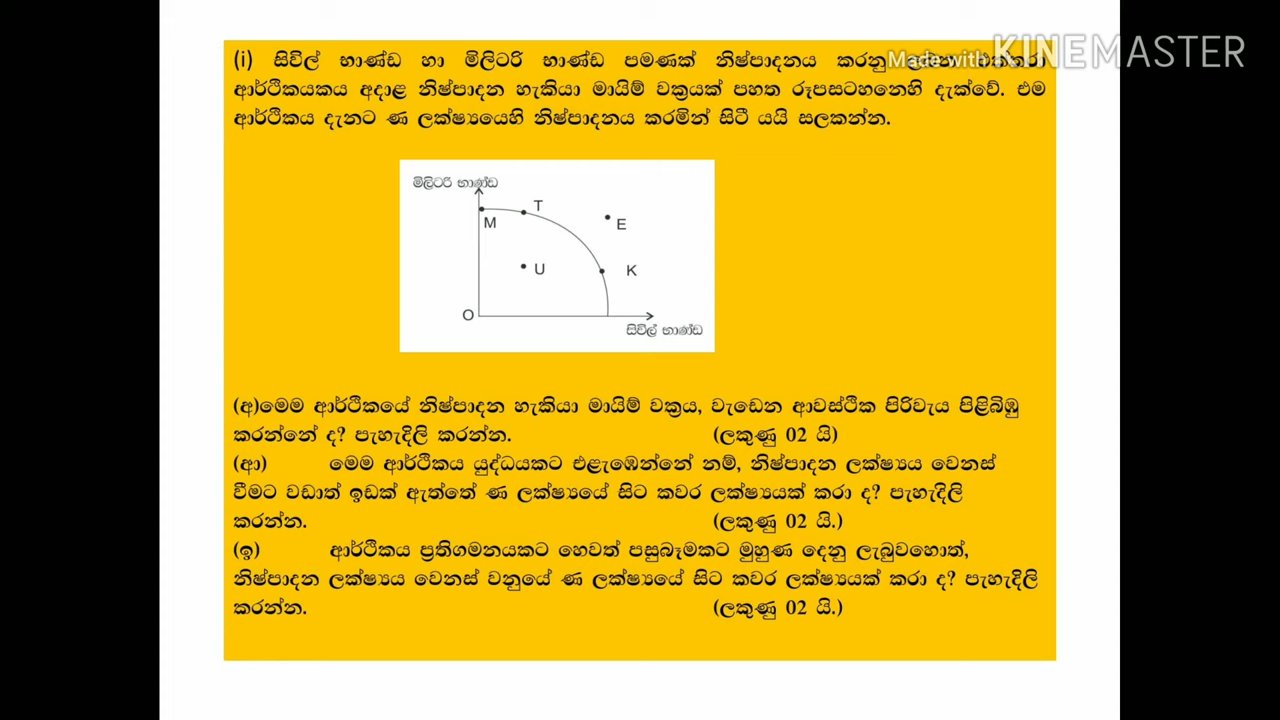 (i) සිවිල් භාණ්ඩ හා මිලිටරි භාණ්ඩ පමණක් නිෂ්පාදනය කරනු
Made with KINEMASTER
ආර්ථිකයකය අදාළ නිෂ්පාදන හැකියා මායිම් වක්‍රයක් පහත රූපසටහනෙහි දැක්වේ. එම
ආර්ථිකය දැනට ණ ලක්ෂ්‍යයෙහි නිෂ්පාදනය කරමින් සිටී යයි සලකන්න.
මිලිටරි භාණ්ඩ
T
M
E
U
K
O
සිවිල් භාණ්ඩ
(අ)මෙම ආර්ථිකයේ නිෂ්පාදන හැකියා මායිම් වක්‍රය, වැඩෙන ආවස්ථික පිරිවැය පිළිබිඹු
කරන්නේ ද? පැහැදිලි කරන්න. (ලකුණු 02 යි)
(ආ) මෙම ආර්ථිකය යුද්ධයකට එළැඹෙන්නේ නම්, නිෂ්පාදන ලක්ෂ්‍යය වෙනස්
වීමට වඩාත් ඉඩක් ඇත්තේ ණ ලක්ෂ්‍යයේ සිට කවර ලක්ෂ්‍යයක් කරා ද? පැහැදිලි
කරන්න. (ලකුණු 02 යි.)
(ඉ) ආර්ථිකය ප්‍රතිගමනයකට හෙවත් පසුබෑමකට මුහුණ දෙනු ලැබුවහොත්,
නිෂ්පාදන ලක්ෂ්‍යය වෙනස් වනුයේ ණ ලක්ෂ්‍යයේ සිට කවර ලක්ෂ්‍යයක් කරා ද? පැහැදිලි
කරන්න. (ලකුණු 02 යි.)